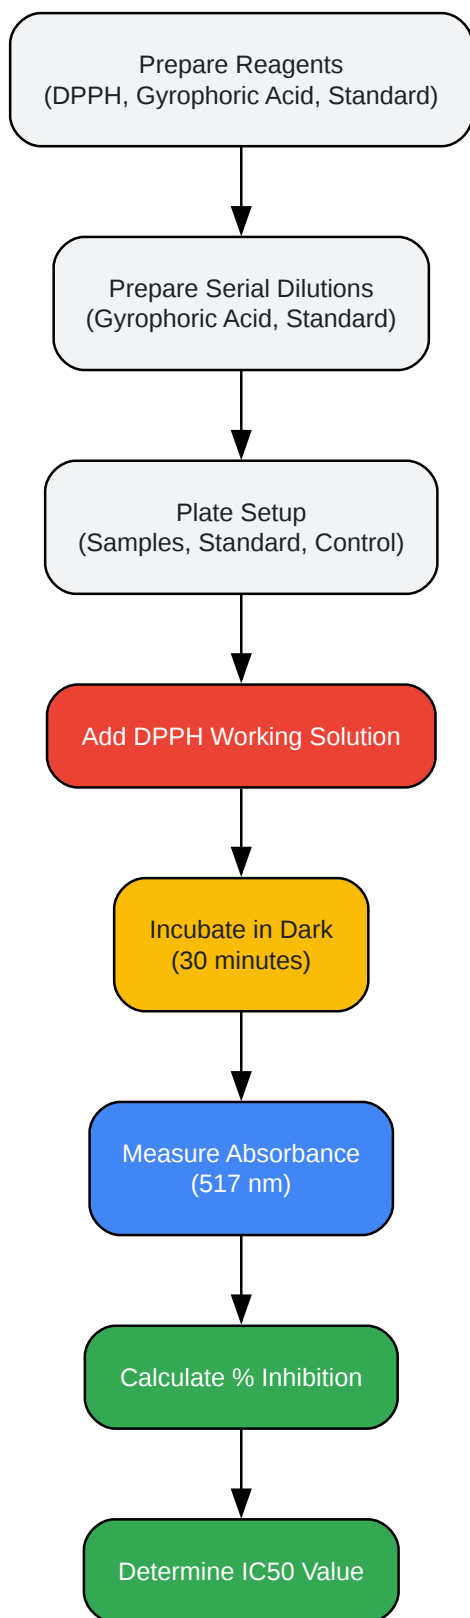 Prepare Reagents
(DPPH, Gyrophoric Acid, Standard)
Prepare Serial Dilutions
(Gyrophoric Acid, Standard)
Plate Setup
(Samples, Standard, Control)
Add DPPH Working Solution
Incubate in Dark
(30 minutes)
Measure Absorbance
(517 nm)
Calculate % Inhibition
Determine IC50 Value